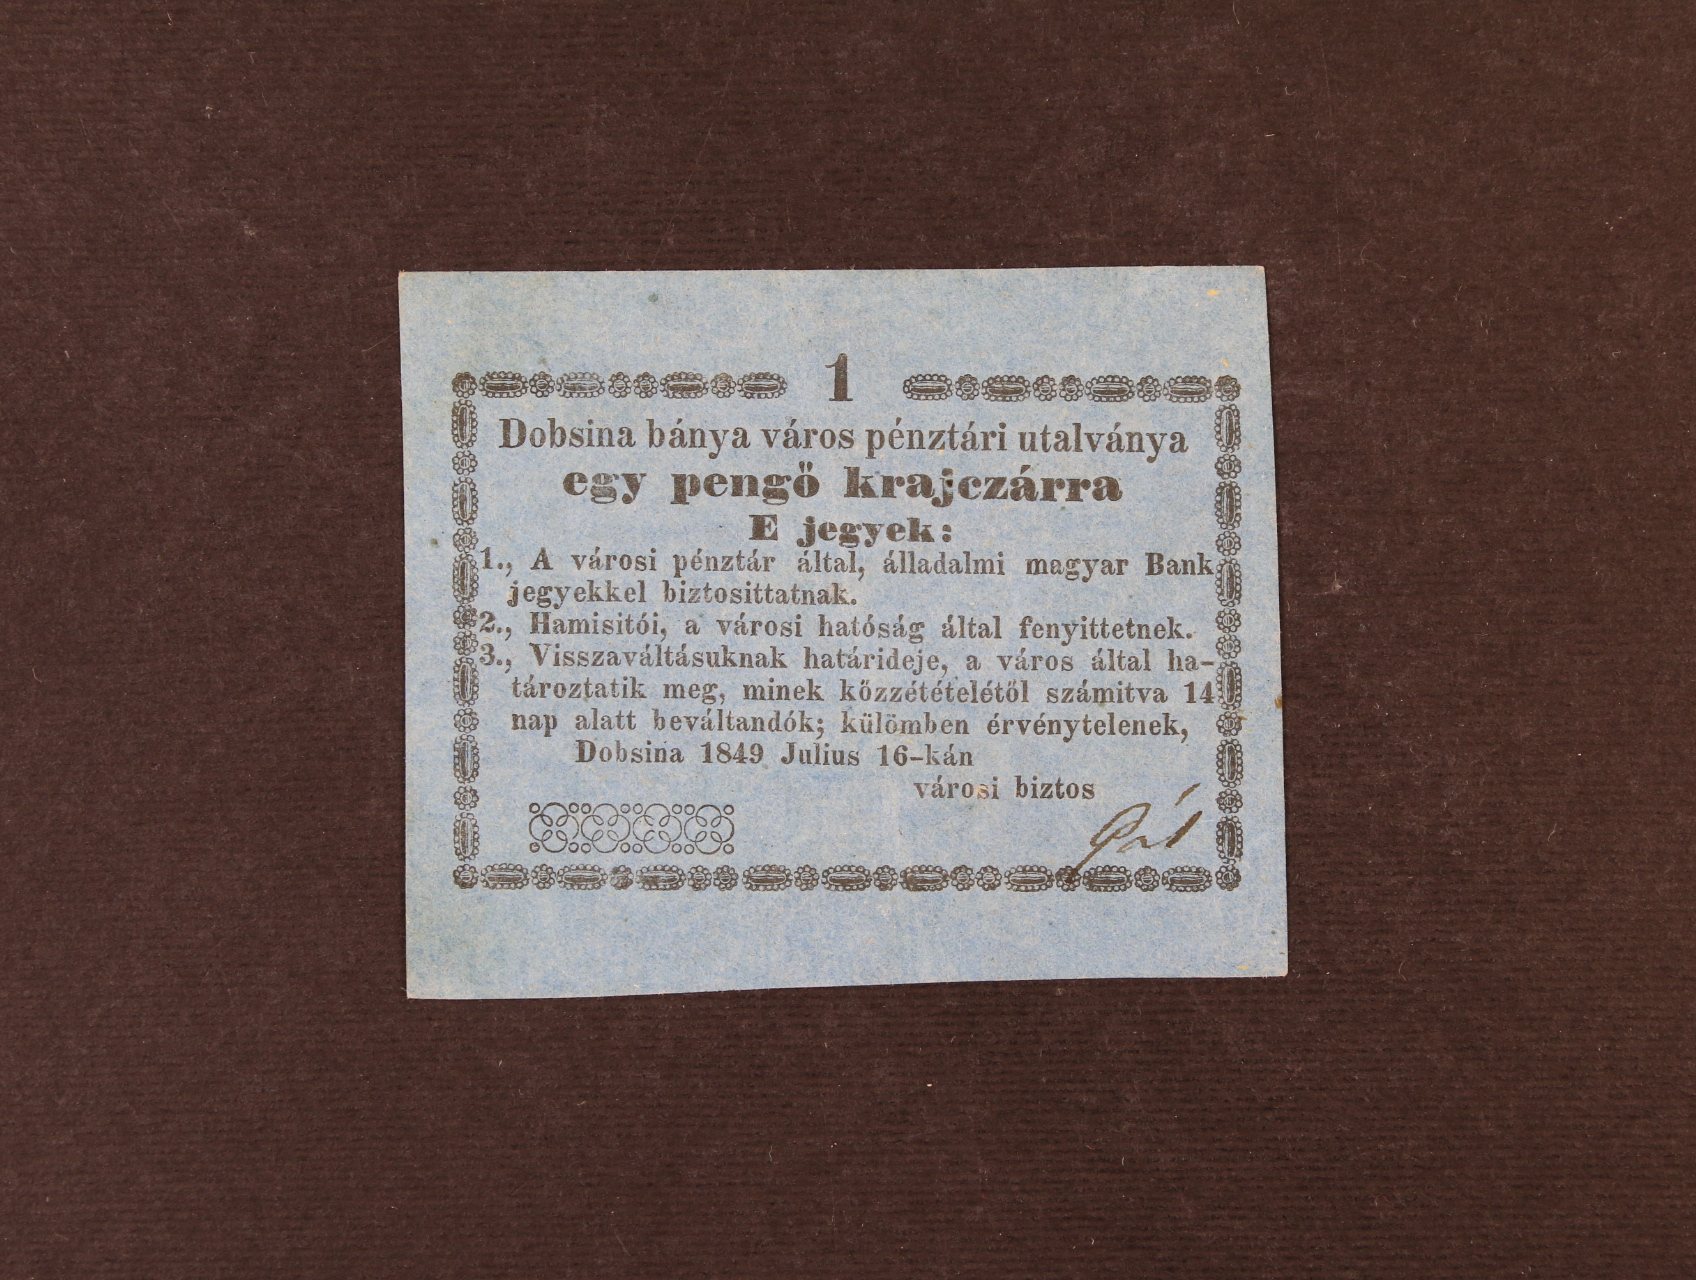 1
Dobsina bánya város pénztári utalványa
egy pengő krajczárra
E jegyek:
1., A városi pénztár által, álladalmi magyar Bank
jegyekkel biztosittatnak.
2., Hamisitói, a városi hatóság által fenyittetnek.
3., Visszaváltásuknak határideje, a város által ha-
tároztatik meg, minek közzétételétől számitva 14
nap alatt beváltandók; külömben érvénytelenek,
Dobsina 1849 Julius 16-kán
városi biztos
Gál